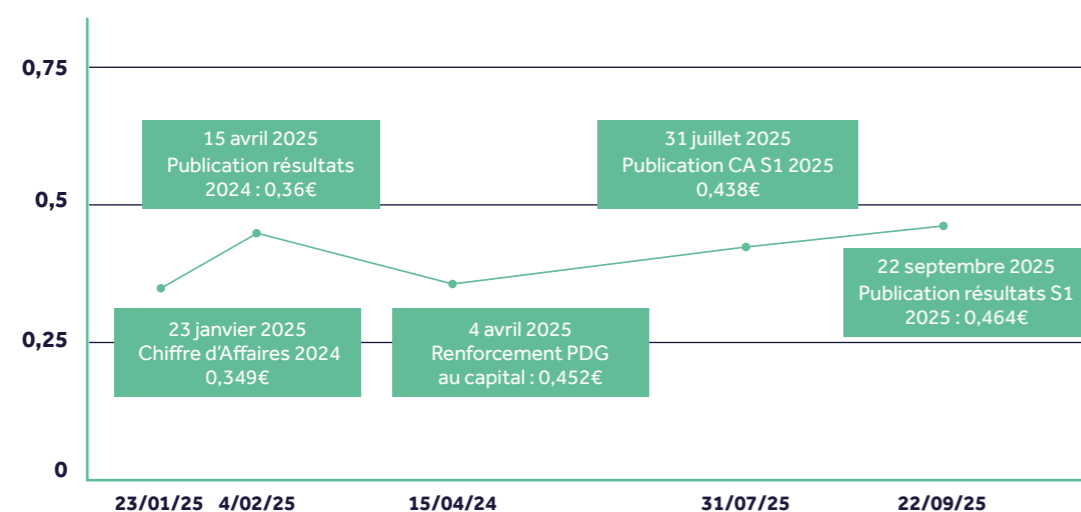 0,75
15 avril 2025
Publication résultats
2024 : 0,36€
31 juillet 2025
Publication CA S1 2025
0,438€
0,5
22 septembre 2025
Publication résultats S1
2025 : 0,464€
23 janvier 2025
Chiffre d'Affaires 2024
0,349€
4 avril 2025
Renforcement PDG
au capital : 0,452€
0,25
0
23/01/25
4/02/25
15/04/24
31/07/25
22/09/25